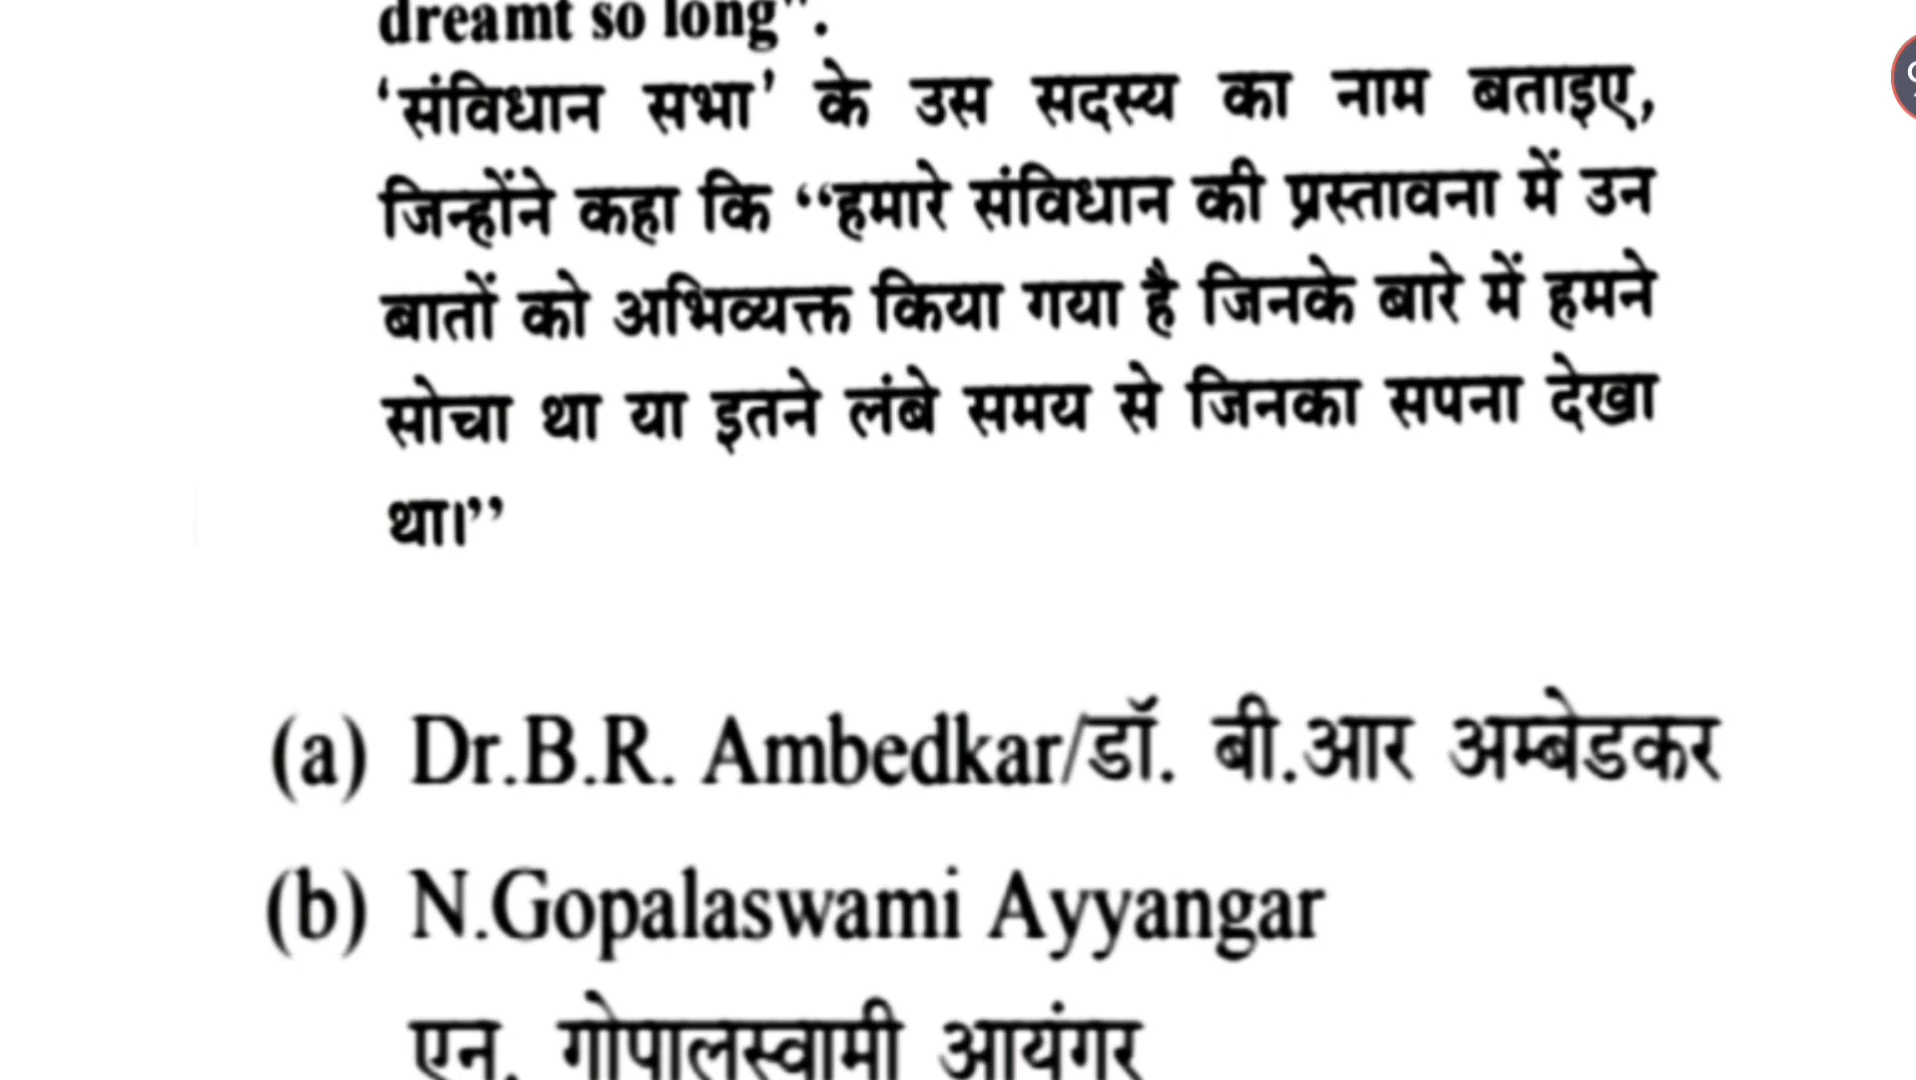 dreamt so long".
‘संविधान सभा’ के उस सदस्य का नाम बताइए,
जिन्होंने कहा कि ‘‘हमारे संविधान की प्रस्तावना में उन
बातों को अभिव्यक्त किया गया है जिनके बारे में हमने
सोचा था या इतने लंबे समय से जिनका सपना देखा
था।’’
(a) Dr.B.R. Ambedkar/डॉ. बी.आर अम्बेडकर
(b) N.Gopalaswami Ayyangar
एन. गोपालस्वामी आयंगर